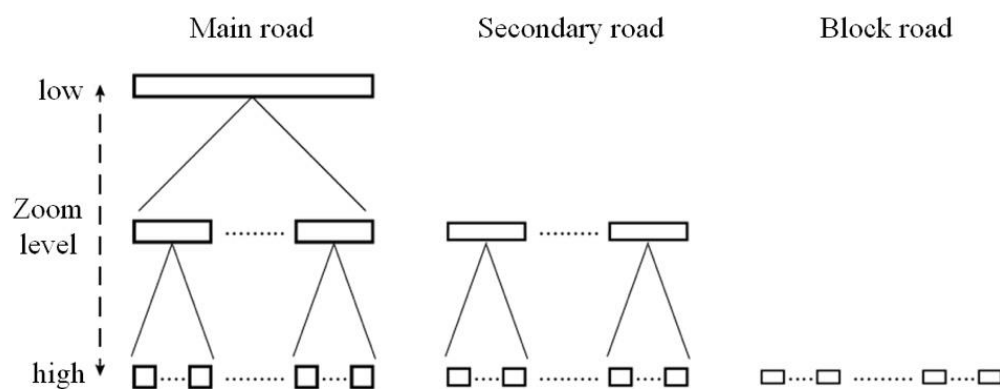 Main road
Secondary road
Block road
low
Zoom
level
high